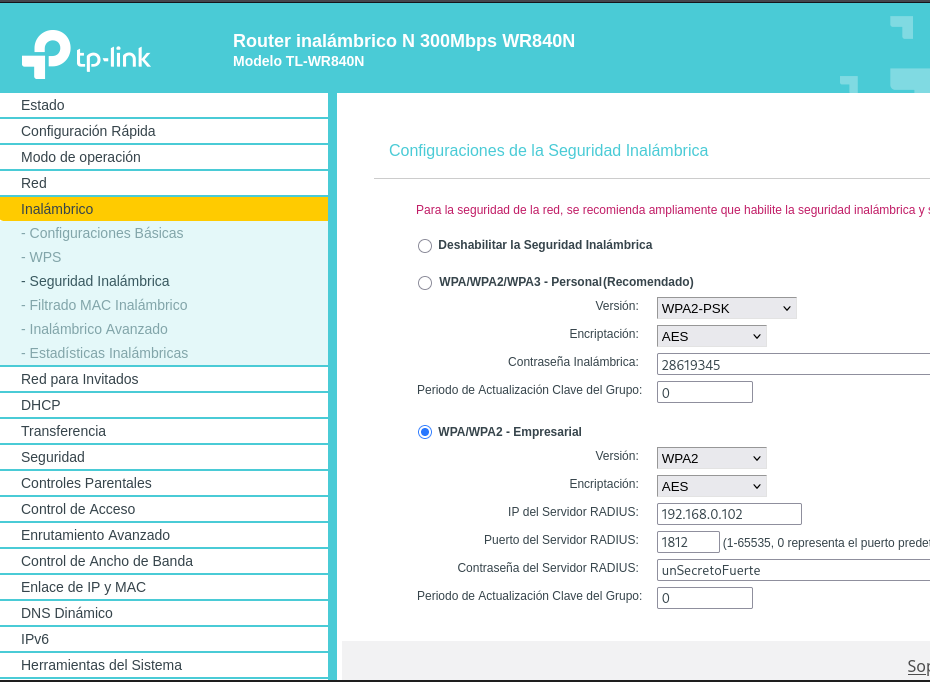 tp-link
Router inalámbrico N 300Mbps WR840N
Modelo TL-WR840N
Estado
Configuración Rápida
Modo de operación
Red
Inalámbrico
- Configuraciones Básicas
- WPS
- Seguridad Inalámbrica
- Filtrado MAC Inalámbrico
- Inalámbrico Avanzado
- Estadísticas Inalámbricas
Red para Invitados
DHCP
Transferencia
Seguridad
Controles Parentales
Control de Acceso
Enrutamiento Avanzado
Control de Ancho de Banda
Enlace de IP y MAC
DNS Dinámico
IPv6
Herramientas del Sistema
Configuraciones de la Seguridad Inalámbrica
Para la seguridad de la red, se recomienda ampliamente que habilite la seguridad inalámbrica y
Deshabilitar la Seguridad Inalámbrica
WPA/WPA2/WPA3 - Personal(Recomendado)
Versión: WPA2-PSK
Encriptación: AES
Contraseña Inalámbrica: 28619345
Periodo de Actualización Clave del Grupo: 0
WPA/WPA2 - Empresarial
Versión: WPA2
Encriptación: AES
IP del Servidor RADIUS: 192.168.0.102
Puerto del Servidor RADIUS: 1812 (1-65535, 0 representa el puerto
Contraseña del Servidor RADIUS: unSecretoFuerte
Periodo de Actualización Clave del Grupo: 0